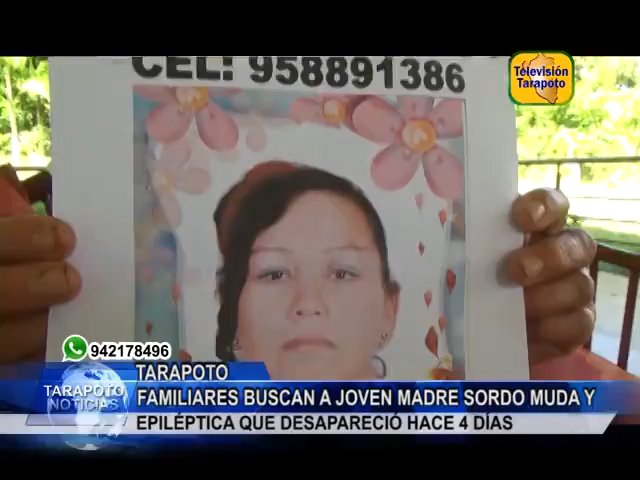 CEL: 958891386
Televisión
Tarapoto
942178496
TARAPOTO
NOTICIAS
TARAPOTO
FAMILIARES BUSCAN A JOVEN MADRE SORDO MUDA Y
EPILÉPTICA QUE DESAPARECIÓ HACE 4 DÍAS